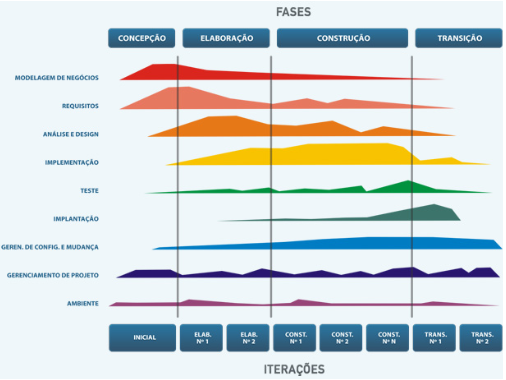 FASES
CONCEPÇÃO
ELABORAÇÃO
CONSTRUÇÃO
TRANSIÇÃO
MODELAGEM DE NEGÓCIOS
REQUISITOS
ANÁLISE E DESIGN
IMPLEMENTAÇÃO
TESTE
IMPLANTAÇÃO
GEREN. DE CONFIG. E MUDANÇA
GERENCIAMENTO DE PROJETO
AMBIENTE
INICIAL
ELAB.
Nº 1
ELAB.
Nº 2
CONST.
Nº 1
CONST.
Nº 2
CONST.
Nº N
TRANS.
Nº 1
TRANS.
Nº 2
ITERAÇÕES